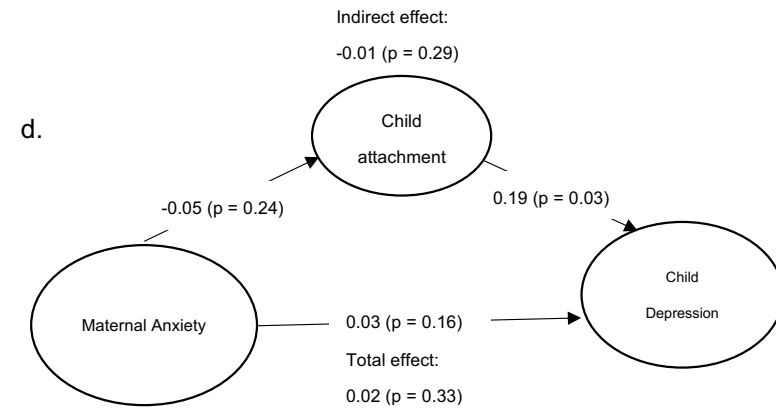 Indirect effect:
-0.01 (p = 0.29)
d.
Child
attachment
-0.05 (p = 0.24)
0.19 (p = 0.03)
Child
Depression
Maternal Anxiety
0.03 (p = 0.16)
Total effect:
0.02 (p = 0.33)